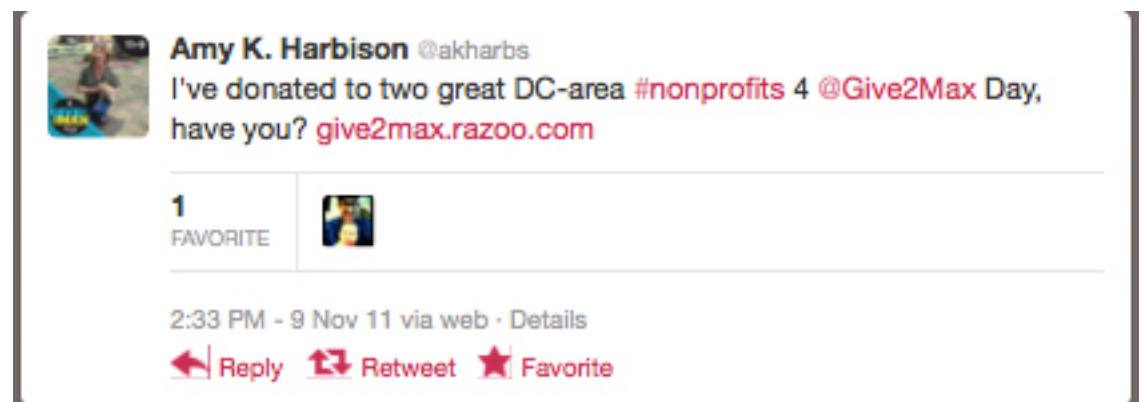 Amy K. Harbison @akharbs
I've donated to two great DC-area #nonprofits 4 @Give2Max Day,
have you? give2max.razoo.com
1
FAVORITE
2:33 PM - 9 Nov 11 via web · Details
Reply Retweet Favorite